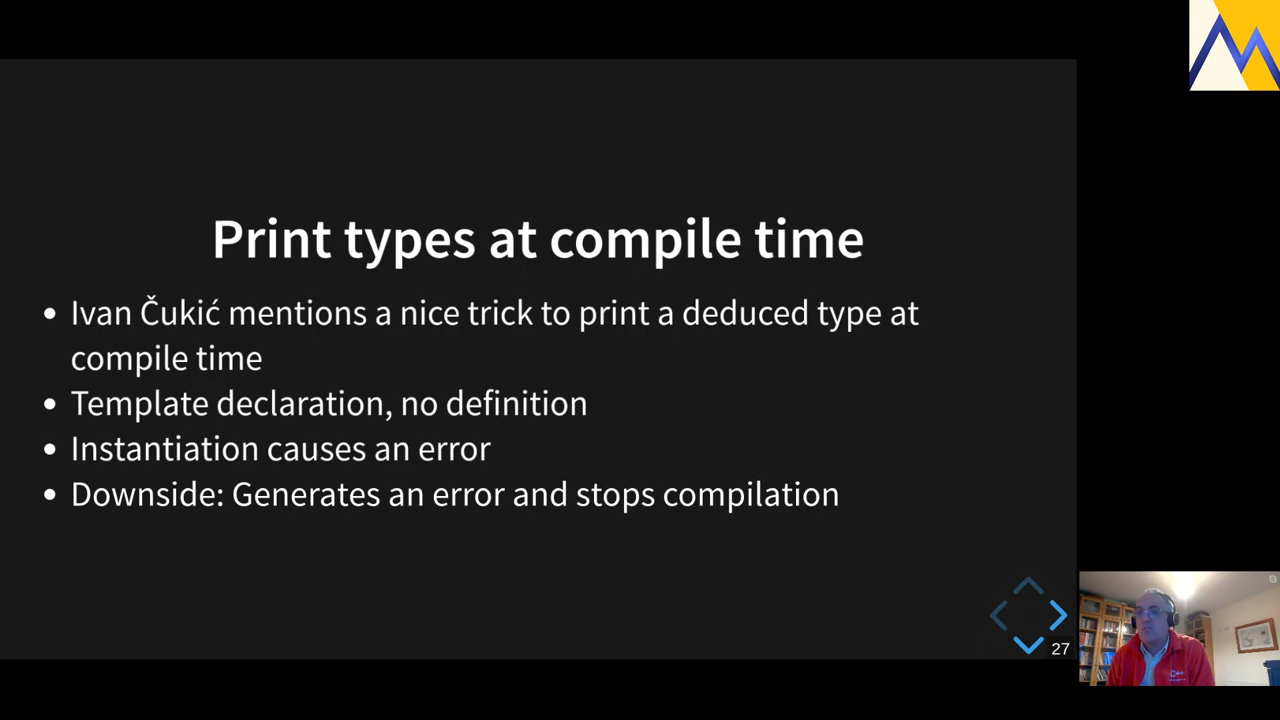 Print types at compile time
Ivan Čukić mentions a nice trick to print a deduced type at
compile time
Template declaration, no definition
Instantiation causes an error
Downside: Generates an error and stops compilation
27
C++